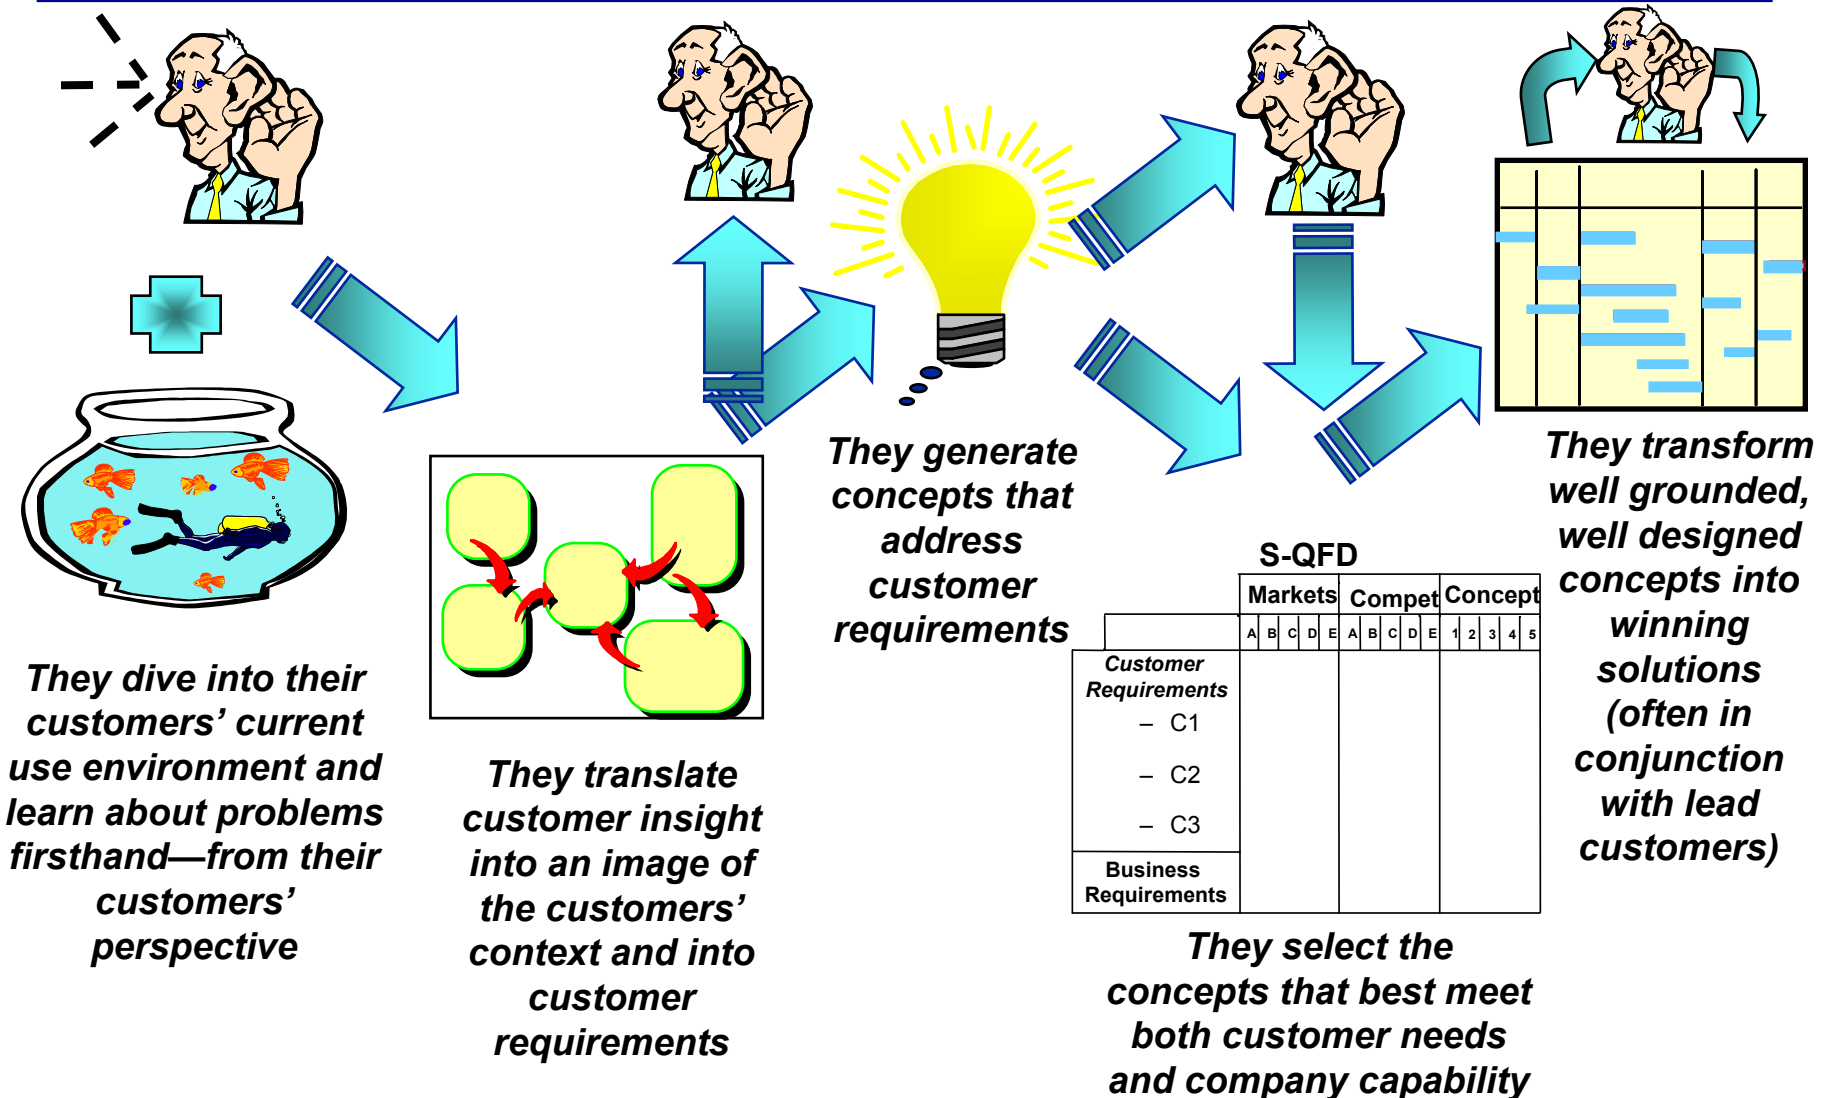 They dive into their
customers’ current
use environment and
learn about problems
firsthand—from their
customers’
perspective
They translate
customer insight
into an image of
the customers’
context and into
customer
requirements
They generate
concepts that
address
customer
requirements
S-QFD
Markets Compet Concept
A B C D E A B C D E 1 2 3 4 5
Customer
Requirements
– C1
– C2
– C3
Business
Requirements
They select the
concepts that best meet
both customer needs
and company capability
They transform
well grounded,
well designed
concepts into
winning
solutions
(often in
conjunction
with lead
customers)